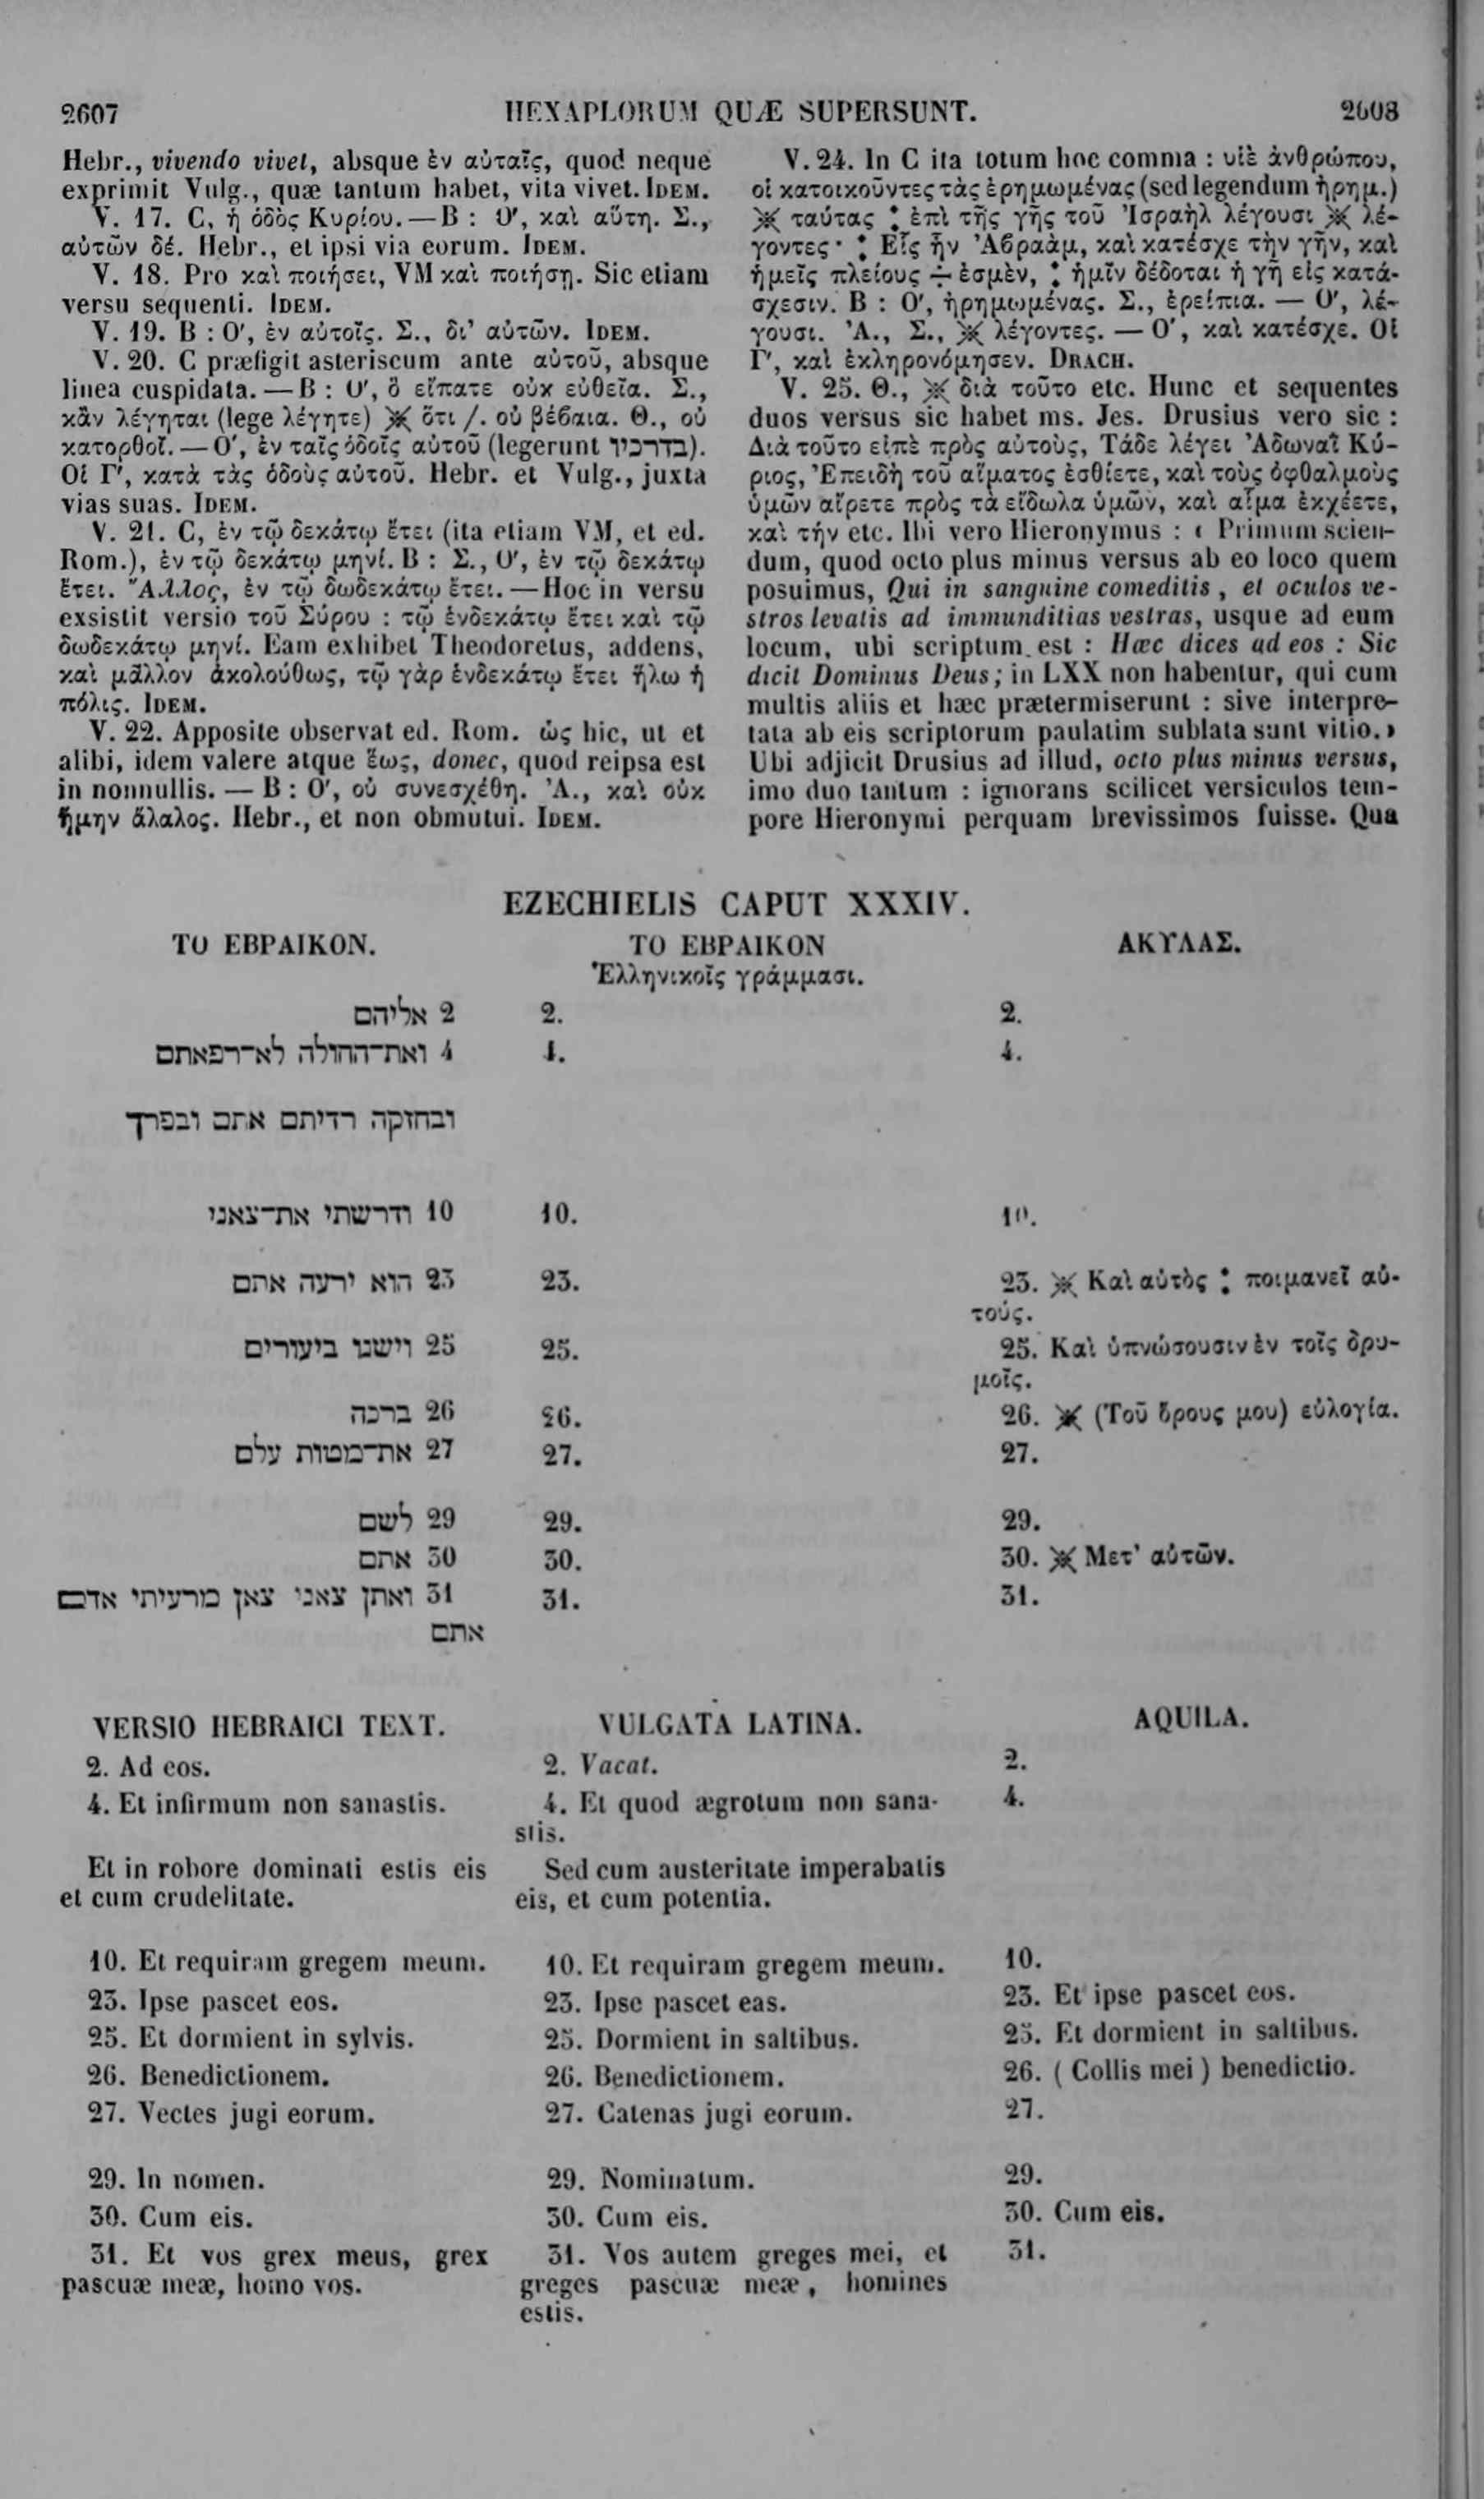 2607
HEXAPLORUM QUÆ SUPERSUNT.
2608
Hebr., vivendo vivet, absque ἐν αὐταῖς, quod neque
exprimit Vulg., quæ tantum habet, vita vivet. IDEM.
V. 17. C, ἡ ὁδὸς Κυρίου. — B : Ο′, καὶ αὕτη. Σ.,
αὐτῶν δέ. Hebr., et ipsi via eorum. IDEM.
V. 18. Pro καὶ ποιήσει, VM καὶ ποιήσῃ. Sic etiam
versu sequenti. IDEM.
V. 19. B : Ο′, ἐν αὐτοῖς. Σ., δι’ αὐτῶν. IDEM.
V. 20. C præfigit asteriscum ante αὐτοῦ, absque
linea cuspidata. — B : Ο′, ὃ εἴπατε οὐκ εὐθεῖα. Σ.,
κἂν λέγηται (lege λέγητε) ※ ὅτι /. οὐ βέβαια. Θ., οὐ
κατορθοῖ. — Ο′, ἐν ταῖς ὁδοῖς αὐτοῦ (legerunt בדרכיו).
Οἱ Γ′, κατὰ τὰς ὁδοὺς αὐτοῦ. Hebr. et Vulg., juxta
vias suas. IDEM.
V. 21. C, ἐν τῷ δεκάτῳ ἔτει (ita etiam VM, et ed.
Rom.), ἐν τῷ δεκάτῳ μηνί. B : Σ., Ο′, ἐν τῷ δεκάτῳ
ἔτει. Ἄλλος, ἐν τῷ δωδεκάτῳ ἔτει. — Hoc in versu
exsistit versio τοῦ Σύρου : τῷ ἑνδεκάτῳ ἔτει καὶ τῷ
δωδεκάτῳ μηνί. Eam exhibet Theodoretus, addens,
καὶ μᾶλλον ἀκολούθως, τῷ γὰρ ἑνδεκάτῳ ἔτει ἥλω ἡ
πόλις. IDEM.
V. 22. Apposite observat ed. Rom. ὡς hic, ut et
alibi, idem valere atque ἕως, donec, quod reipsa est
in nonnullis. — B : Ο′, οὐ συνεσχέθη. Ἀ., καὶ οὐκ
ἤμην ἄλαλος. Hebr., et non obmutui. IDEM.
V. 24. In C ita totum hoc comma : υἱὲ ἀνθρώπου,
οἱ κατοικοῦντες τὰς ἐρημωμένας (sed legendum ἠρημ.)
※ ταύτας : ἐπὶ τῆς γῆς τοῦ Ἰσραὴλ λέγουσι ※ λέ-
γοντες· : Εἷς ἦν Ἀβραὰμ, καὶ κατέσχε τὴν γῆν, καὶ
ἡμεῖς πλείους ÷ ἐσμὲν, : ἡμῖν δέδοται ἡ γῆ εἰς κατά-
σχεσιν. B : Ο′, ἠρημωμένας. Σ., ἐρείπια. — Ο′, λέ-
γουσι. Ἀ., Σ., ※ λέγοντες. — Ο′, καὶ κατέσχε. Οἱ
Γ′, καὶ ἐκληρονόμησεν. DRACH.
V. 25. Θ., ※ διὰ τοῦτο etc. Hunc et sequentes
duos versus sic habet ms. Jes. Drusius vero sic :
Διὰ τοῦτο εἰπὲ πρὸς αὐτοὺς, Τάδε λέγει Ἀδωναῒ Κύ-
ριος, Ἐπειδὴ τοῦ αἵματος ἐσθίετε, καὶ τοὺς ὀφθαλμοὺς
ὑμῶν αἴρετε πρὸς τὰ εἴδωλα ὑμῶν, καὶ αἷμα ἐκχέετε,
καὶ τήν etc. Ibi vero Hieronymus : ‹ Primum scien-
dum, quod octo plus minus versus ab eo loco quem
posuimus, Qui in sanguine comeditis, et oculos ve-
stros levatis ad immunditias vestras, usque ad eum
locum, ubi scriptum est : Hæc dices ad eos : Sic
dicit Dominus Deus; in LXX non habentur, qui cum
multis aliis et hæc prætermiserunt : sive interpre-
tata ab eis scriptorum paulatim sublata sunt vitio. ›
Ubi adjicit Drusius ad illud, octo plus minus versus,
imo duo tantum : ignorans scilicet versiculos tem-
pore Hieronymi perquam brevissimos fuisse. Qua
EZECHIELIS CAPUT XXXIV.
ΤΟ ΕΒΡΑΙΚΟΝ.
2 אליהם
4 ואת־החולה לא־רפאתם
ובחזקה רדיתם אתם ובפרך
10 ודרשתי את־צאני
23 הוא ירעה אתם
25 וישנו ביעורים
26 ברכה
27 את־מטות עלם
29 לשם
30 אתם
31 ואתן צאני צאן מרעיתי אדם
אתם
ΤΟ ΕΒΡΑΙΚΟΝ
Ἑλληνικοῖς γράμμασι.
2.
4.
10.
23.
25.
26.
27.
29.
30.
31.
ΑΚΥΛΑΣ.
2.
4.
10.
23. ※ Καὶ αὐτὸς : ποιμανεῖ αὐ-
τούς.
25. Καὶ ὑπνώσουσιν ἐν τοῖς δρυ-
μοῖς.
26. ※ (Τοῦ ὄρους μου) εὐλογία.
27.
29.
30. ※ Μετ’ αὐτῶν.
31.
VERSIO HEBRAICI TEXT.
2. Ad eos.
4. Et infirmum non sanastis.
Et in robore dominati estis eis
et cum crudelitate.
10. Et requiram gregem meum.
23. Ipse pascet eos.
25. Et dormient in sylvis.
26. Benedictionem.
27. Vectes jugi eorum.
29. In nomen.
30. Cum eis.
31. Et vos grex meus, grex
pascuæ meæ, homo vos.
VULGATA LATINA.
2. Vacat.
4. Et quod ægrotum non sana-
stis.
Sed cum austeritate imperabatis
eis, et cum potentia.
10. Et requiram gregem meum.
23. Ipse pascet eas.
25. Dormient in saltibus.
26. Benedictionem.
27. Catenas jugi eorum.
29. Nominatum.
30. Cum eis.
31. Vos autem greges mei, et
greges pascuæ meæ, homines
estis.
AQUILA.
2.
4.
10.
23. Et ipse pascet eos.
25. Et dormient in saltibus.
26. ( Collis mei ) benedictio.
27.
29.
30. Cum eis.
31.